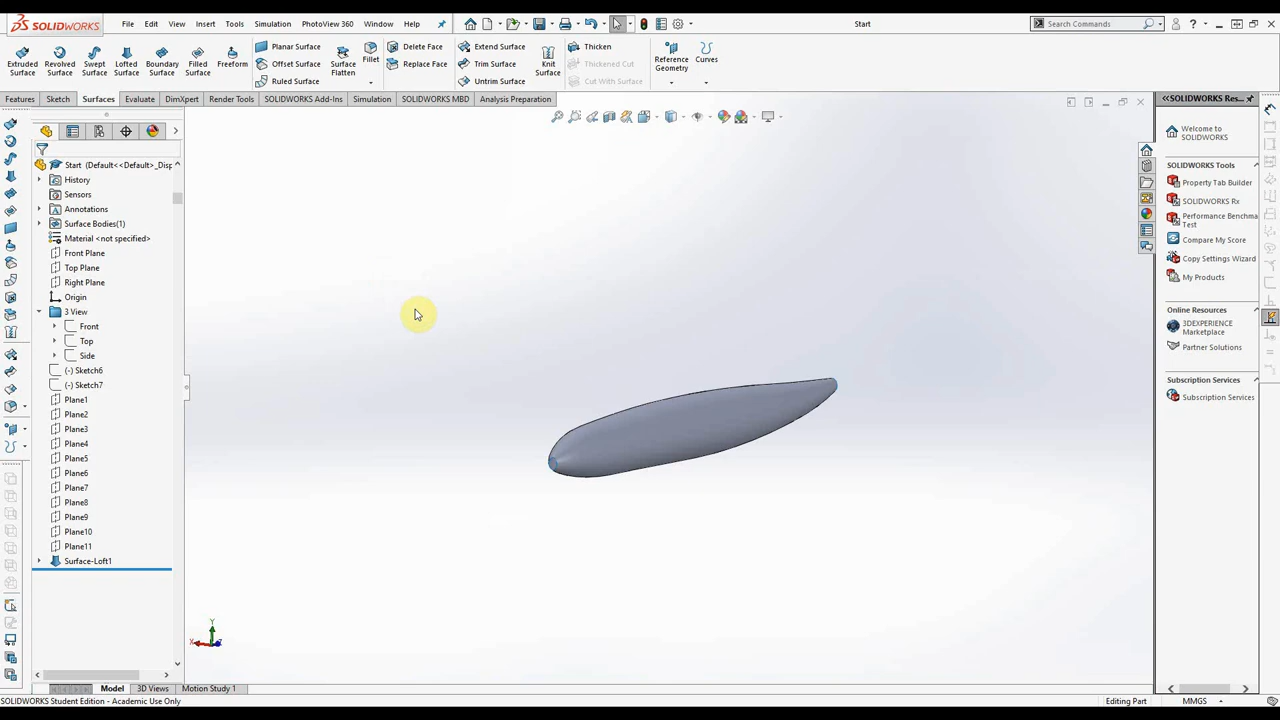 SOLIDWORKS
File Edit View Insert Tools Simulation PhotoView 360 Window Help
Start
Search Commands
Extruded Surface
Revolved Surface
Swept Surface
Lofted Surface
Boundary Surface
Filled Surface
Freeform
Planar Surface
Offset Surface
Ruled Surface
Surface Flatten
Fillet
Delete Face
Replace Face
Extend Surface
Trim Surface
Untrim Surface
Knit Surface
Thicken
Thickened Cut
Cut With Surface
Reference Geometry
Curves
Features Sketch Surfaces Evaluate DimXpert Render Tools SOLIDWORKS Add-Ins Simulation SOLIDWORKS MBD Analysis Preparation
Start (Default<<Default>_Disp
History
Sensors
Annotations
Surface Bodies(1)
Material <not specified>
Front Plane
Top Plane
Right Plane
Origin
3 View
Front
Top
Side
(-) Sketch6
(-) Sketch7
Plane1
Plane2
Plane3
Plane4
Plane5
Plane6
Plane7
Plane8
Plane9
Plane10
Plane11
Surface-Loft1
Y
X
Z
SOLIDWORKS Res...
Welcome to
SOLIDWORKS
SOLIDWORKS Tools
Property Tab Builder
SOLIDWORKS Rx
Performance Benchma
Test
Compare My Score
Copy Settings Wizard
My Products
Online Resources
3DEXPERIENCE
Marketplace
Partner Solutions
Subscription Services
Subscription Services
Model 3D Views Motion Study 1
SOLIDWORKS Student Edition - Academic Use Only
Editing Part
MMGS